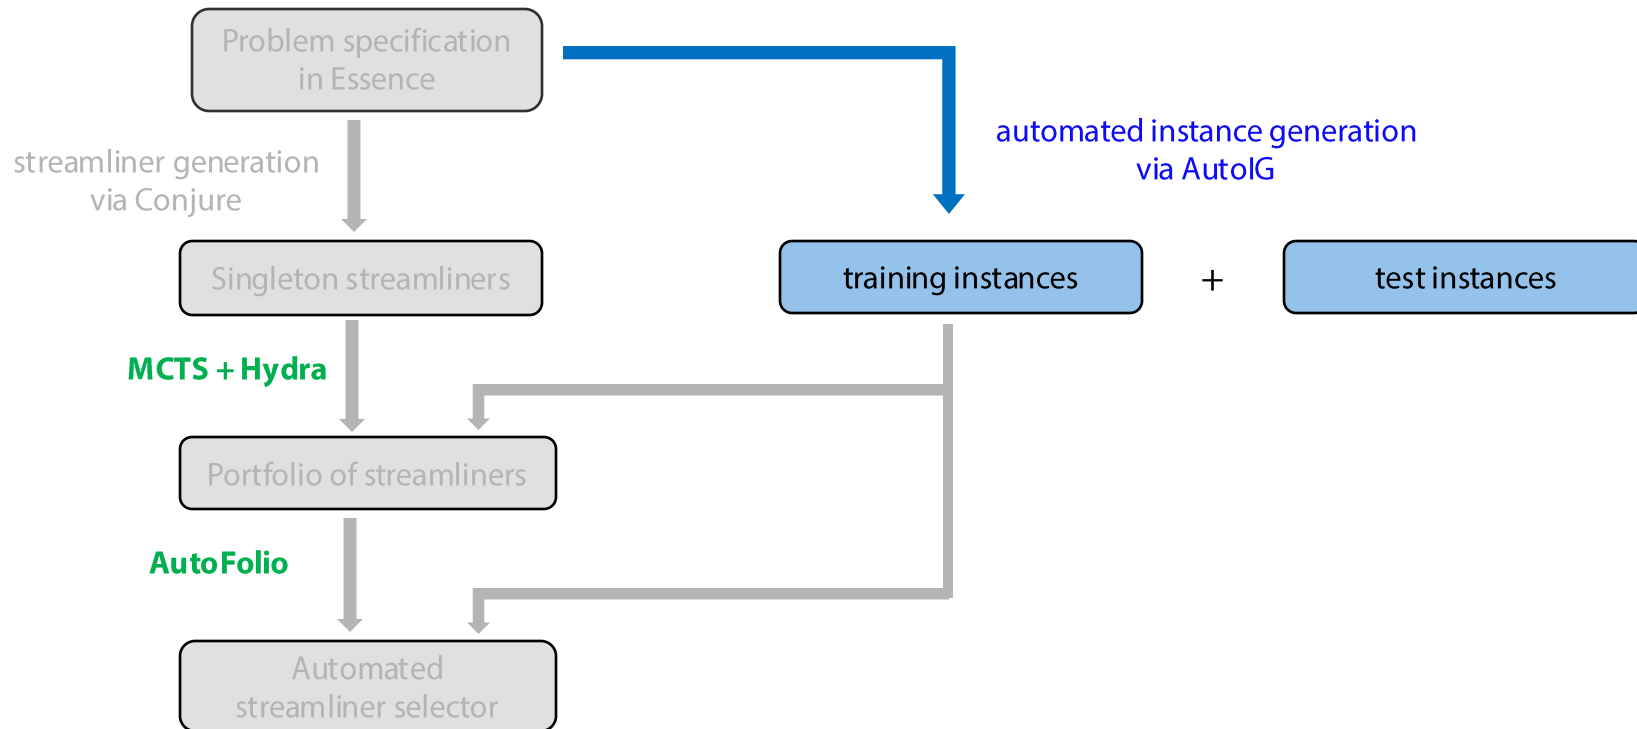 Problem specification
in Essence
automated instance generation
via AutoIG
streamliner generation
via Conjure
Singleton streamliners
training instances
+
test instances
MCTS + Hydra
Portfolio of streamliners
AutoFolio
Automated
streamliner selector